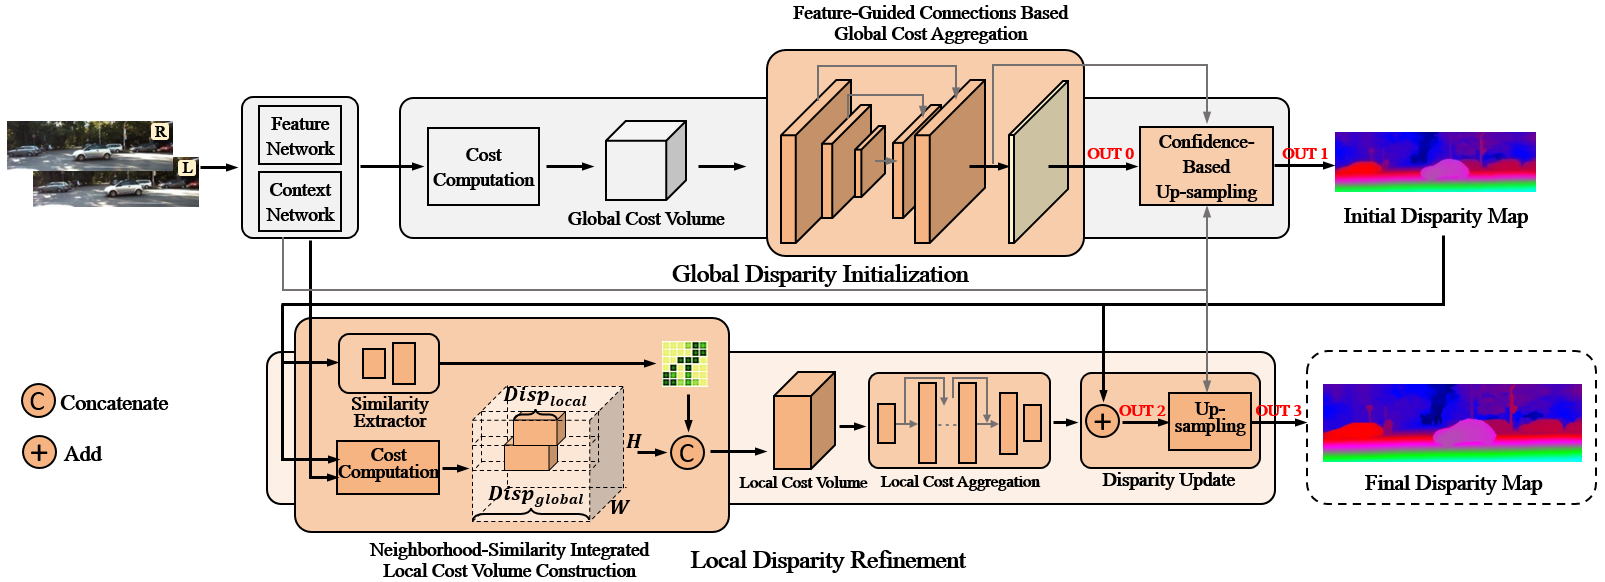 Feature-Guided Connections Based
Global Cost Aggregation
R
L
Feature
Network
Context
Network
Cost
Computation
Global Cost Volume
OUT 0
Confidence-
Based
Up-sampling
OUT 1
Initial Disparity Map
Global Disparity Initialization
C Concatenate
+ Add
Similarity
Extractor
Cost
Computation
Disp local
Disp global
H
W
C
Neighborhood-Similarity Integrated
Local Cost Volume Construction
Local Cost Volume
Local Cost Aggregation
+
OUT 2
Up-
sampling
OUT 3
Disparity Update
Final Disparity Map
Local Disparity Refinement